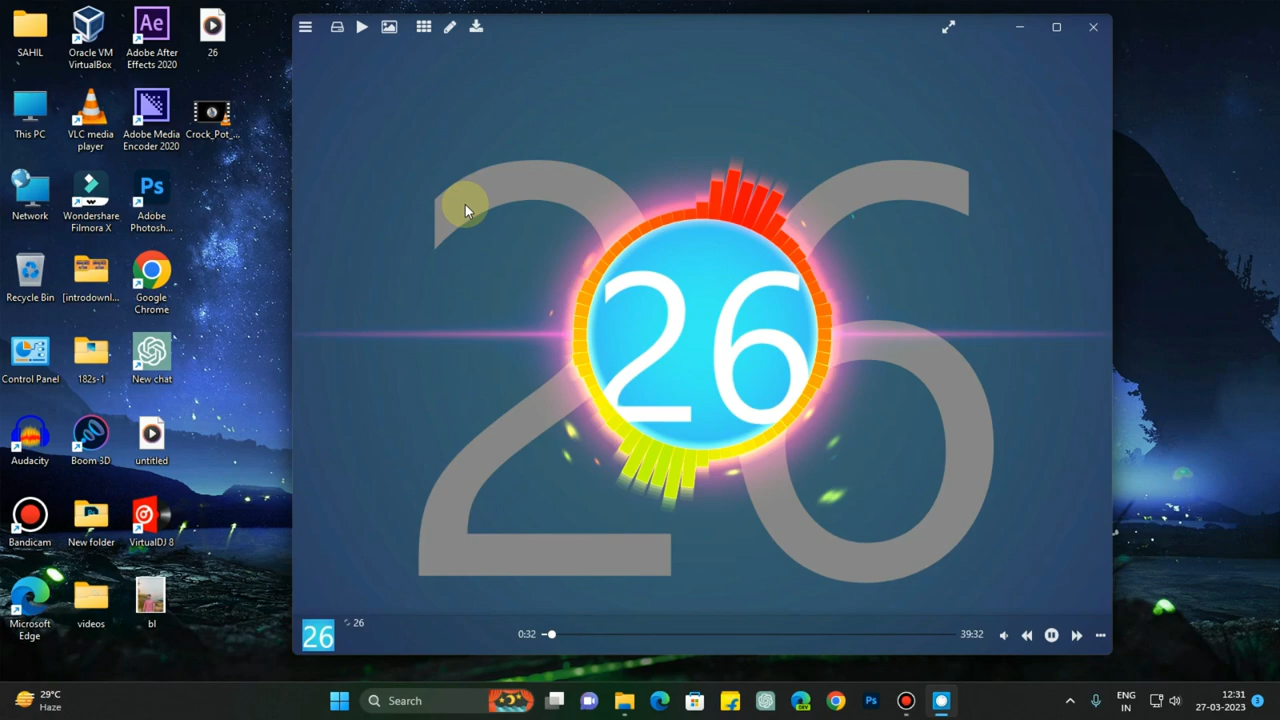 SAHIL
Oracle VM
VirtualBox
Adobe After
Effects 2020
26
This PC
VLC media
player
Adobe Media
Encoder 2020
Crock_Pot_...
Network
Wondershare
Filmora X
Adobe
Photosh...
Recycle Bin
[introdownl...
Google
Chrome
Control Panel
182s-1
New chat
Audacity
Boom 3D
untitled
Bandicam
New folder
VirtualDJ 8
Microsoft
Edge
videos
bl
Ae
Ps
26
26
26
26
0:32
39:32
29°C
Haze
Search
DEV
Ps
ENG
IN
12:31
27-03-2023
3